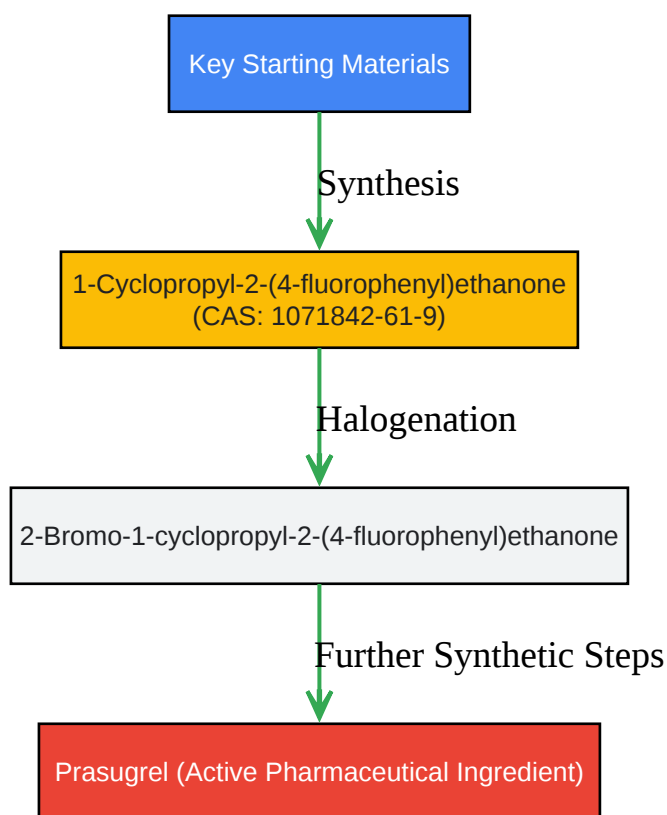 Key Starting Materials
Synthesis
1-Cyclopropyl-2-(4-fluorophenyl)ethanone
(CAS: 1071842-61-9)
Halogenation
2-Bromo-1-cyclopropyl-2-(4-fluorophenyl)ethanone
Further Synthetic Steps
Prasugrel (Active Pharmaceutical Ingredient)